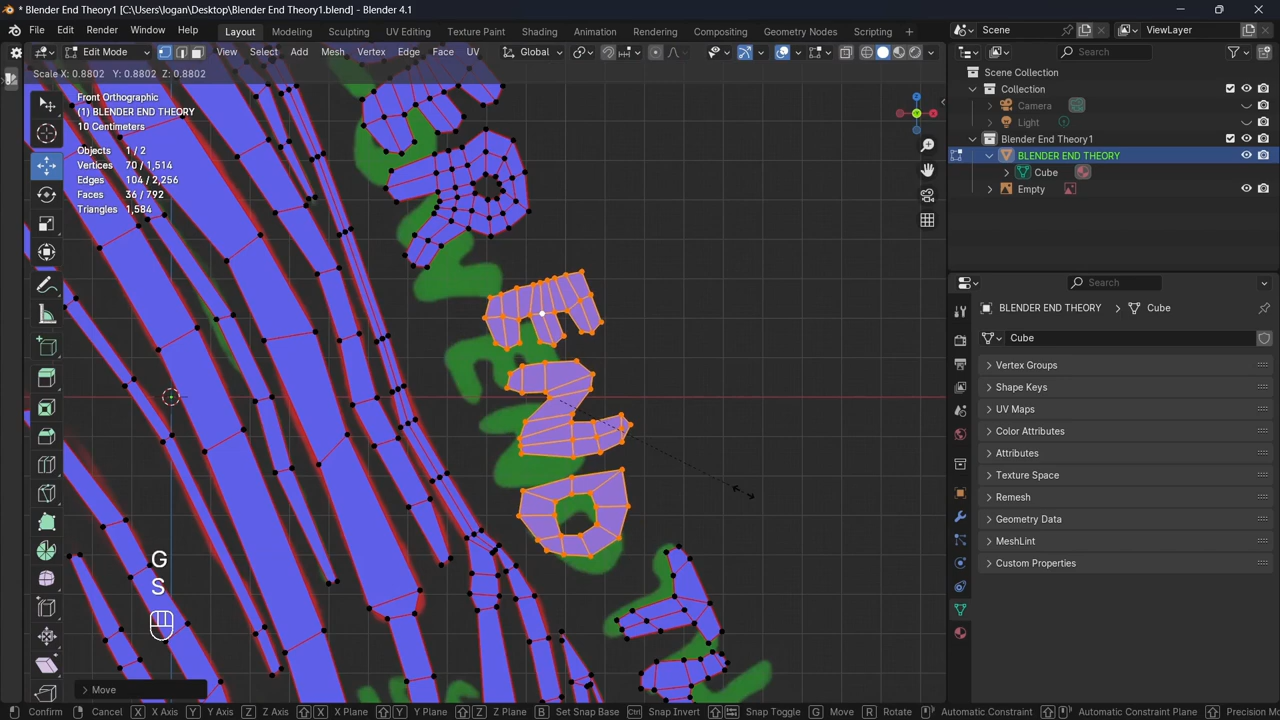 * Blender End Theory1 [C:\Users\logan\Desktop\Blender End Theory1.blend] - Blender 4.1
File Edit Render Window Help Layout Modeling Sculpting UV Editing Texture Paint Shading Animation Rendering Compositing Geometry Nodes Scripting + Scene ViewLayer
Edit Mode View Select Add Mesh Vertex Edge Face UV Global Search
Scale X: 0.8802 Y: 0.8802 Z: 0.8802
Front Orthographic
(1) BLENDER END THEORY
10 Centimeters
Objects 1 / 2
Vertices 70 / 1,514
Edges 104 / 2,256
Faces 36 / 792
Triangles 1,584
Scene Collection
Collection
Camera
Light
Blender End Theory1
BLENDER END THEORY
Cube
Empty
Search
BLENDER END THEORY > Cube
Cube
Vertex Groups
Shape Keys
UV Maps
Color Attributes
Attributes
Texture Space
Remesh
Geometry Data
MeshLint
Custom Properties
G
S
> Move
Confirm Cancel X X Axis Y Y Axis Z Z Axis X X Plane Y Y Plane Z Z Plane B Set Snap Base Ctrl Snap Invert Snap Toggle G Move R Rotate Automatic Constraint Automatic Constraint Plane Precision Mo